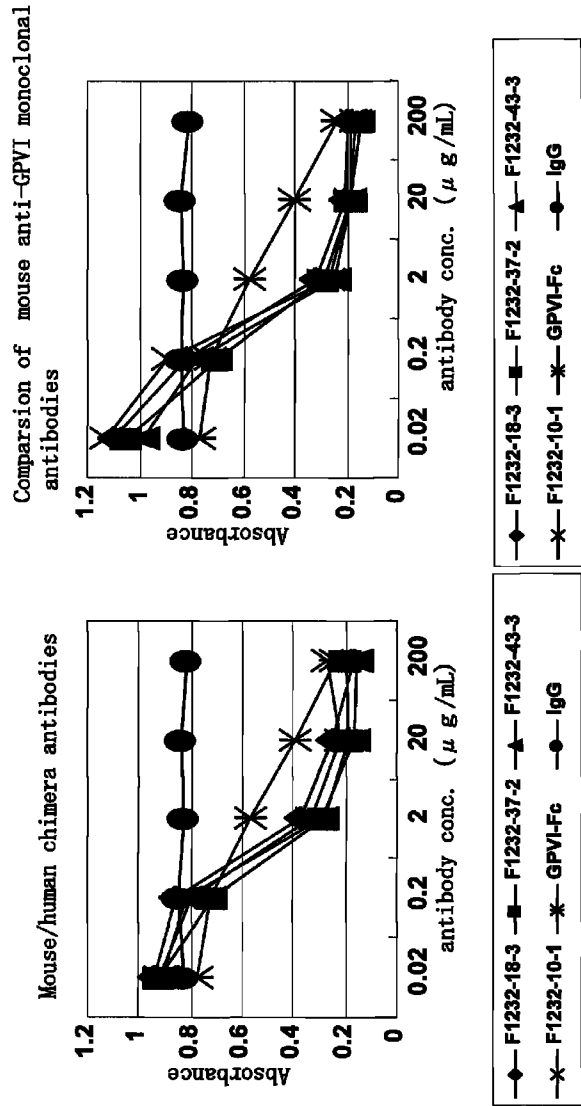 Mouse/human chimera antibodies
1.2
1
0.8
0.6
0.4
0.2
0
Absorbance
0.02 0.2 2 20 200
antibody conc. (μg/mL)
F1232-18-3 F1232-37-2 F1232-43-3
F1232-10-1 GPVI-Fc IgG
Comparsion of mouse anti-GPVI monoclonal
antibodies
1.2
1
0.8
0.6
0.4
0.2
0
Absorbance
0.02 0.2 2 20 200
antibody conc. (μg/mL)
F1232-18-3 F1232-37-2 F1232-43-3
F1232-10-1 GPVI-Fc IgG